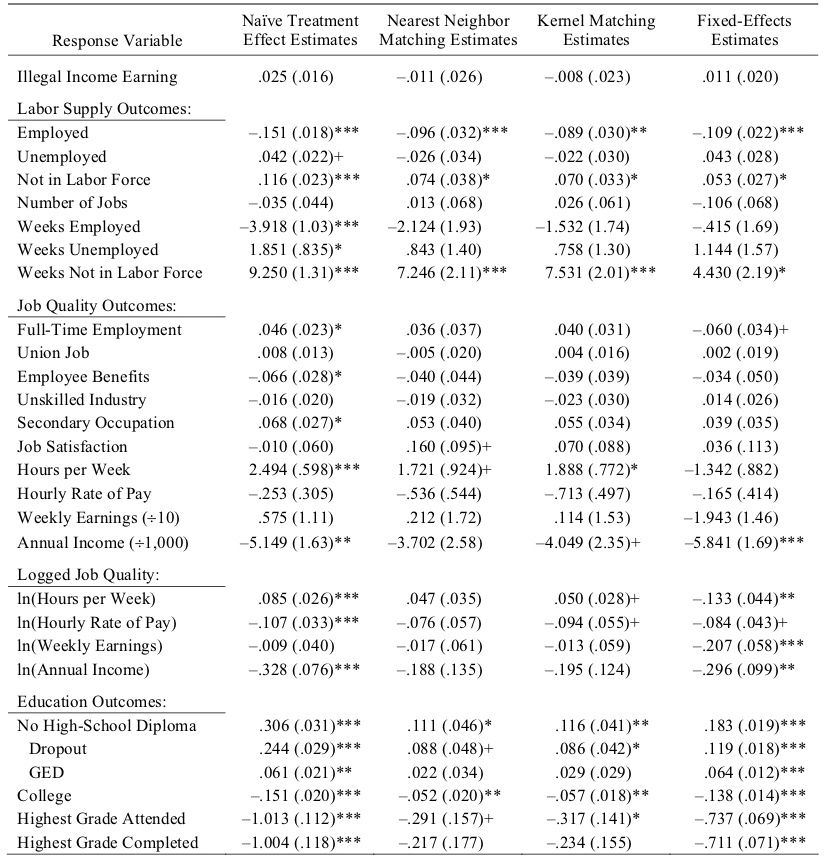 Response Variable | Naïve Treatment Effect Estimates | Nearest Neighbor Matching Estimates | Kernel Matching Estimates | Fixed-Effects Estimates
Illegal Income Earning .025 (.016) –.011 (.026) –.008 (.023) .011 (.020)
Labor Supply Outcomes:
Employed –.151 (.018)*** –.096 (.032)*** –.089 (.030)** –.109 (.022)***
Unemployed .042 (.022)+ –.026 (.034) –.022 (.030) .043 (.028)
Not in Labor Force .116 (.023)*** .074 (.038)* .070 (.033)* .053 (.027)*
Number of Jobs –.035 (.044) .013 (.068) .026 (.061) –.106 (.068)
Weeks Employed –3.918 (1.03)*** –2.124 (1.93) –1.532 (1.74) –.415 (1.69)
Weeks Unemployed 1.851 (.835)* .843 (1.40) .758 (1.30) 1.144 (1.57)
Weeks Not in Labor Force 9.250 (1.31)*** 7.246 (2.11)*** 7.531 (2.01)*** 4.430 (2.19)*
Job Quality Outcomes:
Full-Time Employment .046 (.023)* .036 (.037) .040 (.031) –.060 (.034)+
Union Job .008 (.013) –.005 (.020) .004 (.016) .002 (.019)
Employee Benefits –.066 (.028)* –.040 (.044) –.039 (.039) –.034 (.050)
Unskilled Industry –.016 (.020) –.019 (.032) –.023 (.030) .014 (.026)
Secondary Occupation .068 (.027)* .053 (.040) .055 (.034) .039 (.035)
Job Satisfaction –.010 (.060) .160 (.095)+ .070 (.088) .036 (.113)
Hours per Week 2.494 (.598)*** 1.721 (.924)+ 1.888 (.772)* –1.342 (.882)
Hourly Rate of Pay –.253 (.305) –.536 (.544) –.713 (.497) –.165 (.414)
Weekly Earnings (÷10) .575 (1.11) .212 (1.72) .114 (1.53) –1.943 (1.46)
Annual Income (÷1,000) –5.149 (1.63)** –3.702 (2.58) –4.049 (2.35)+ –5.841 (1.69)***
Logged Job Quality:
ln(Hours per Week) .085 (.026)*** .047 (.035) .050 (.028)+ –.133 (.044)**
ln(Hourly Rate of Pay) –.107 (.033)*** –.076 (.057) –.094 (.055)+ –.084 (.043)+
ln(Weekly Earnings) –.009 (.040) –.017 (.061) –.013 (.059) –.207 (.058)***
ln(Annual Income) –.328 (.076)*** –.188 (.135) –.195 (.124) –.296 (.099)**
Education Outcomes:
No High-School Diploma .306 (.031)*** .111 (.046)* .116 (.041)** .183 (.019)***
Dropout .244 (.029)*** .088 (.048)+ .086 (.042)* .119 (.018)***
GED .061 (.021)** .022 (.034) .029 (.029) .064 (.012)***
College –.151 (.020)*** –.052 (.020)** –.057 (.018)** –.138 (.014)***
Highest Grade Attended –1.013 (.112)*** –.291 (.157)+ –.317 (.141)* –.737 (.069)***
Highest Grade Completed –1.004 (.118)*** –.217 (.177) –.234 (.155) –.711 (.071)***